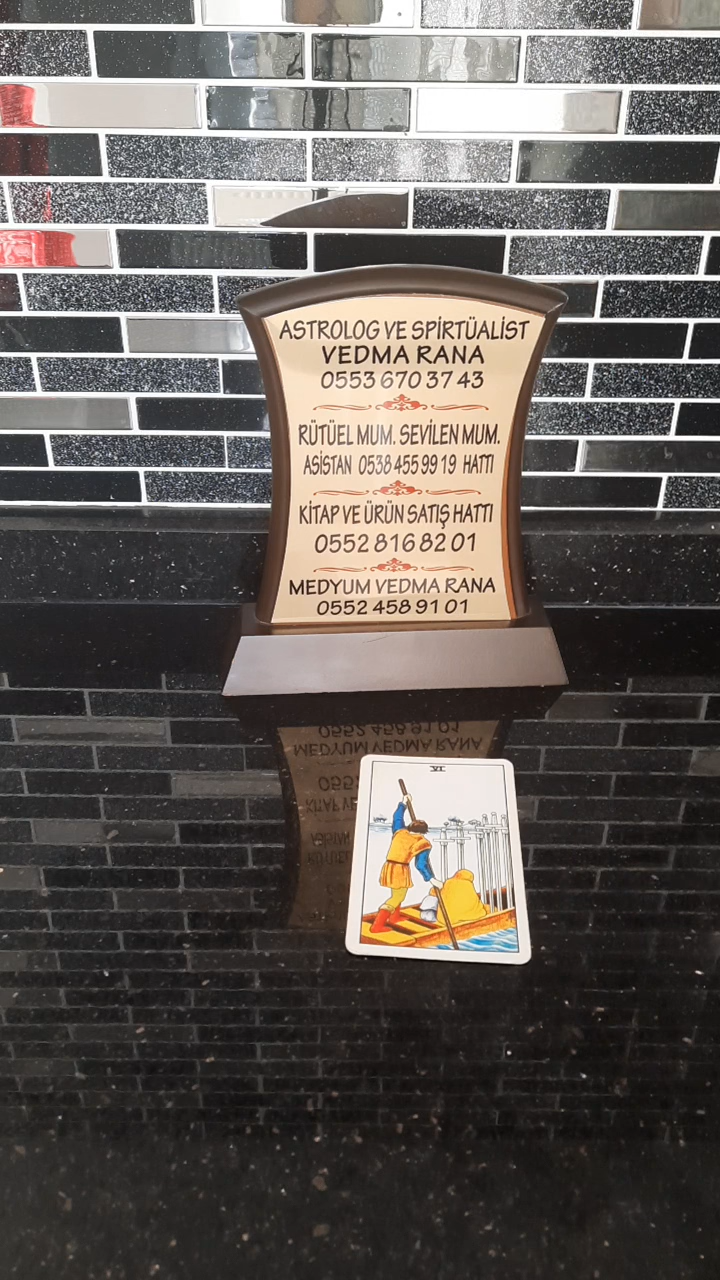 ASTROLOG VE SPİRTÜALİST
VEDMA RANA
0553 670 37 43
RÜTÜEL MUM. SEVİLEN MUM.
ASİSTAN 0538 455 99 19 HATTI
KİTAP VE ÜRÜN SATIŞ HATTI
0552 816 82 01
MEDYUM VEDMA RANA
0552 458 91 01
VI